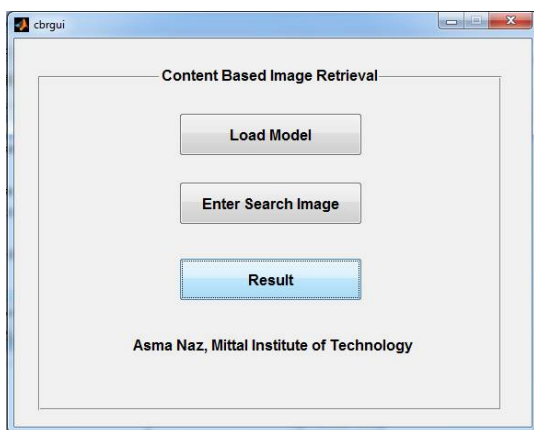 cbrgui
Content Based Image Retrieval
Load Model
Enter Search Image
Result
Asma Naz, Mittal Institute of Technology